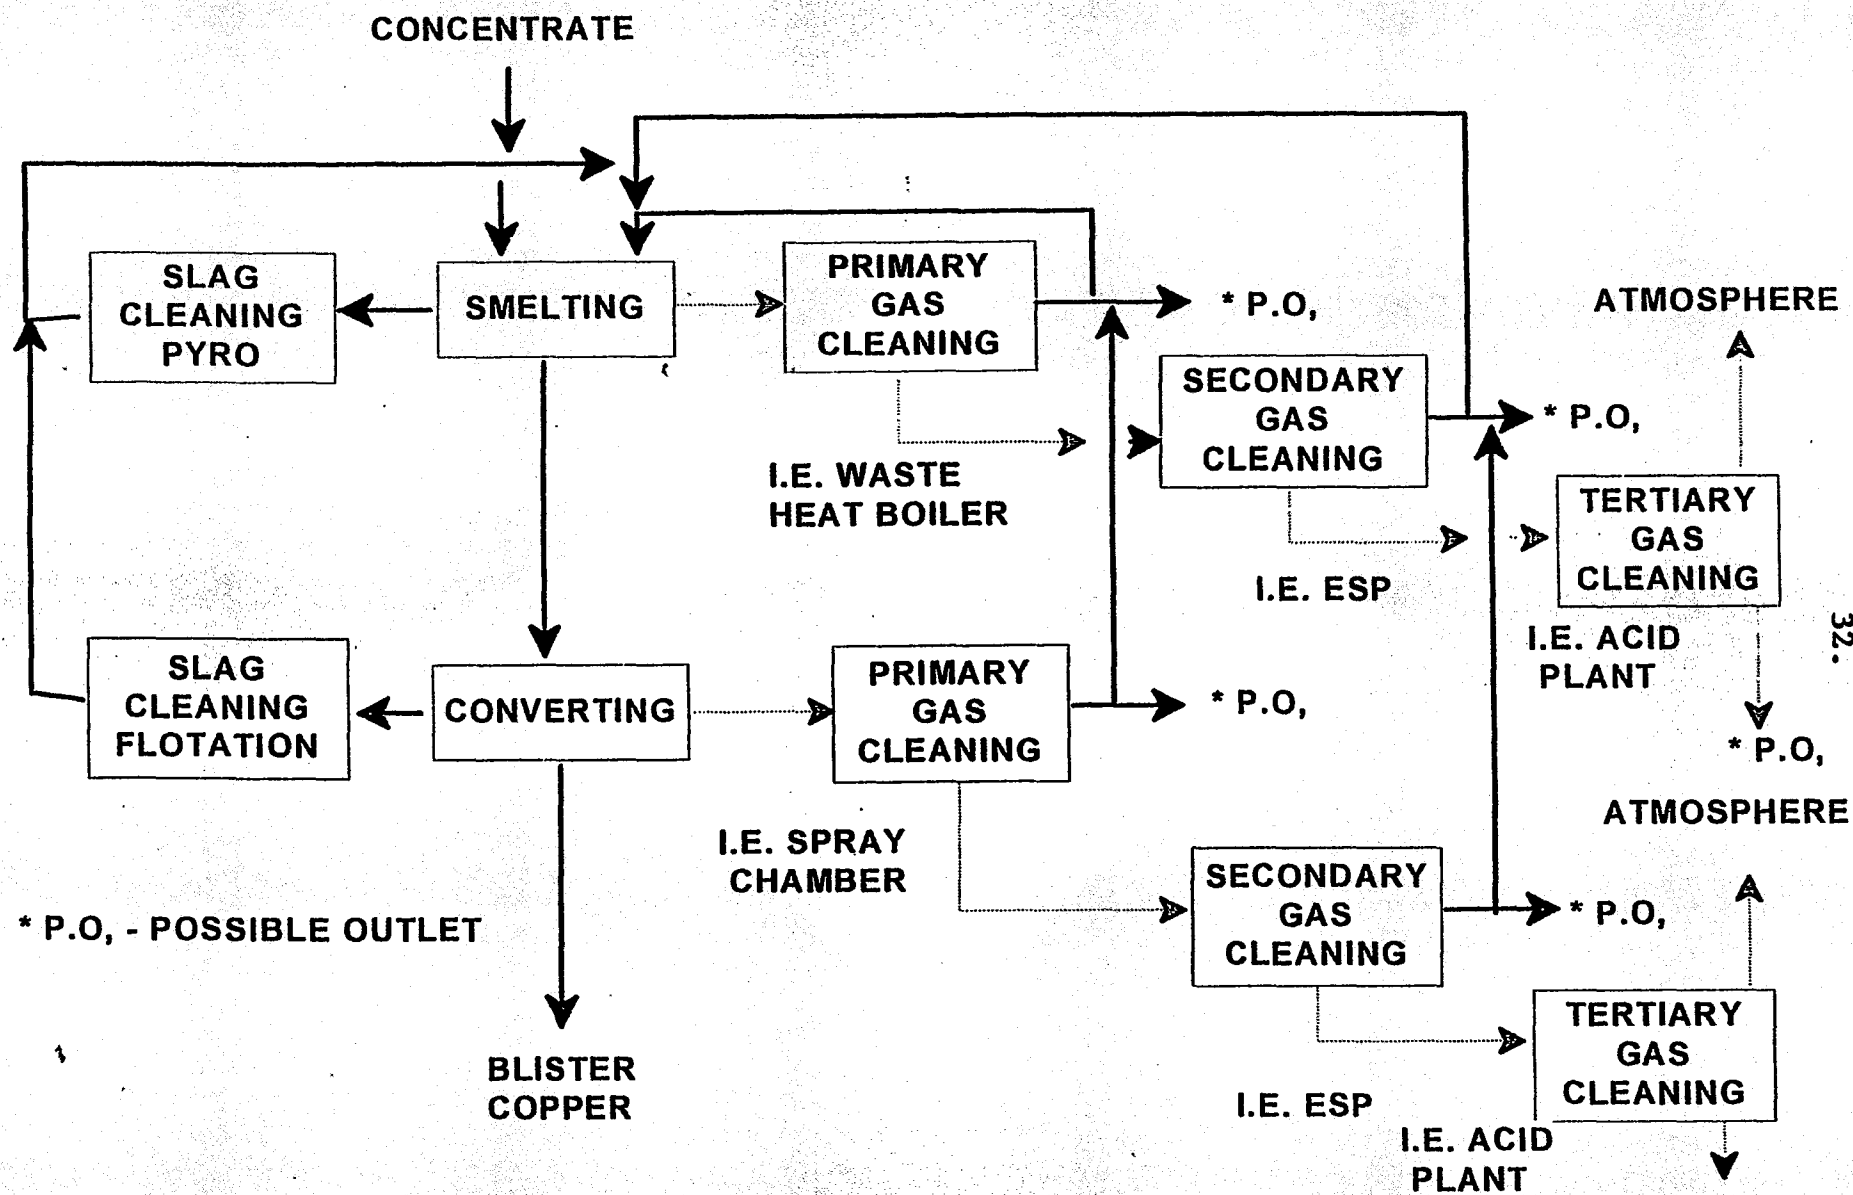 CONCENTRATE
SLAG
CLEANING
PYRO
SMELTING
PRIMARY
GAS
CLEANING
* P.O,
ATMOSPHERE
I.E. WASTE
HEAT BOILER
SECONDARY
GAS
CLEANING
* P.O,
I.E. ESP
TERTIARY
GAS
CLEANING
I.E. ACID
PLANT
* P.O,
32.
SLAG
CLEANING
FLOTATION
CONVERTING
PRIMARY
GAS
CLEANING
* P.O,
ATMOSPHERE
I.E. SPRAY
CHAMBER
SECONDARY
GAS
CLEANING
* P.O,
* P.O, - POSSIBLE OUTLET
BLISTER
COPPER
I.E. ESP
TERTIARY
GAS
CLEANING
I.E. ACID
PLANT